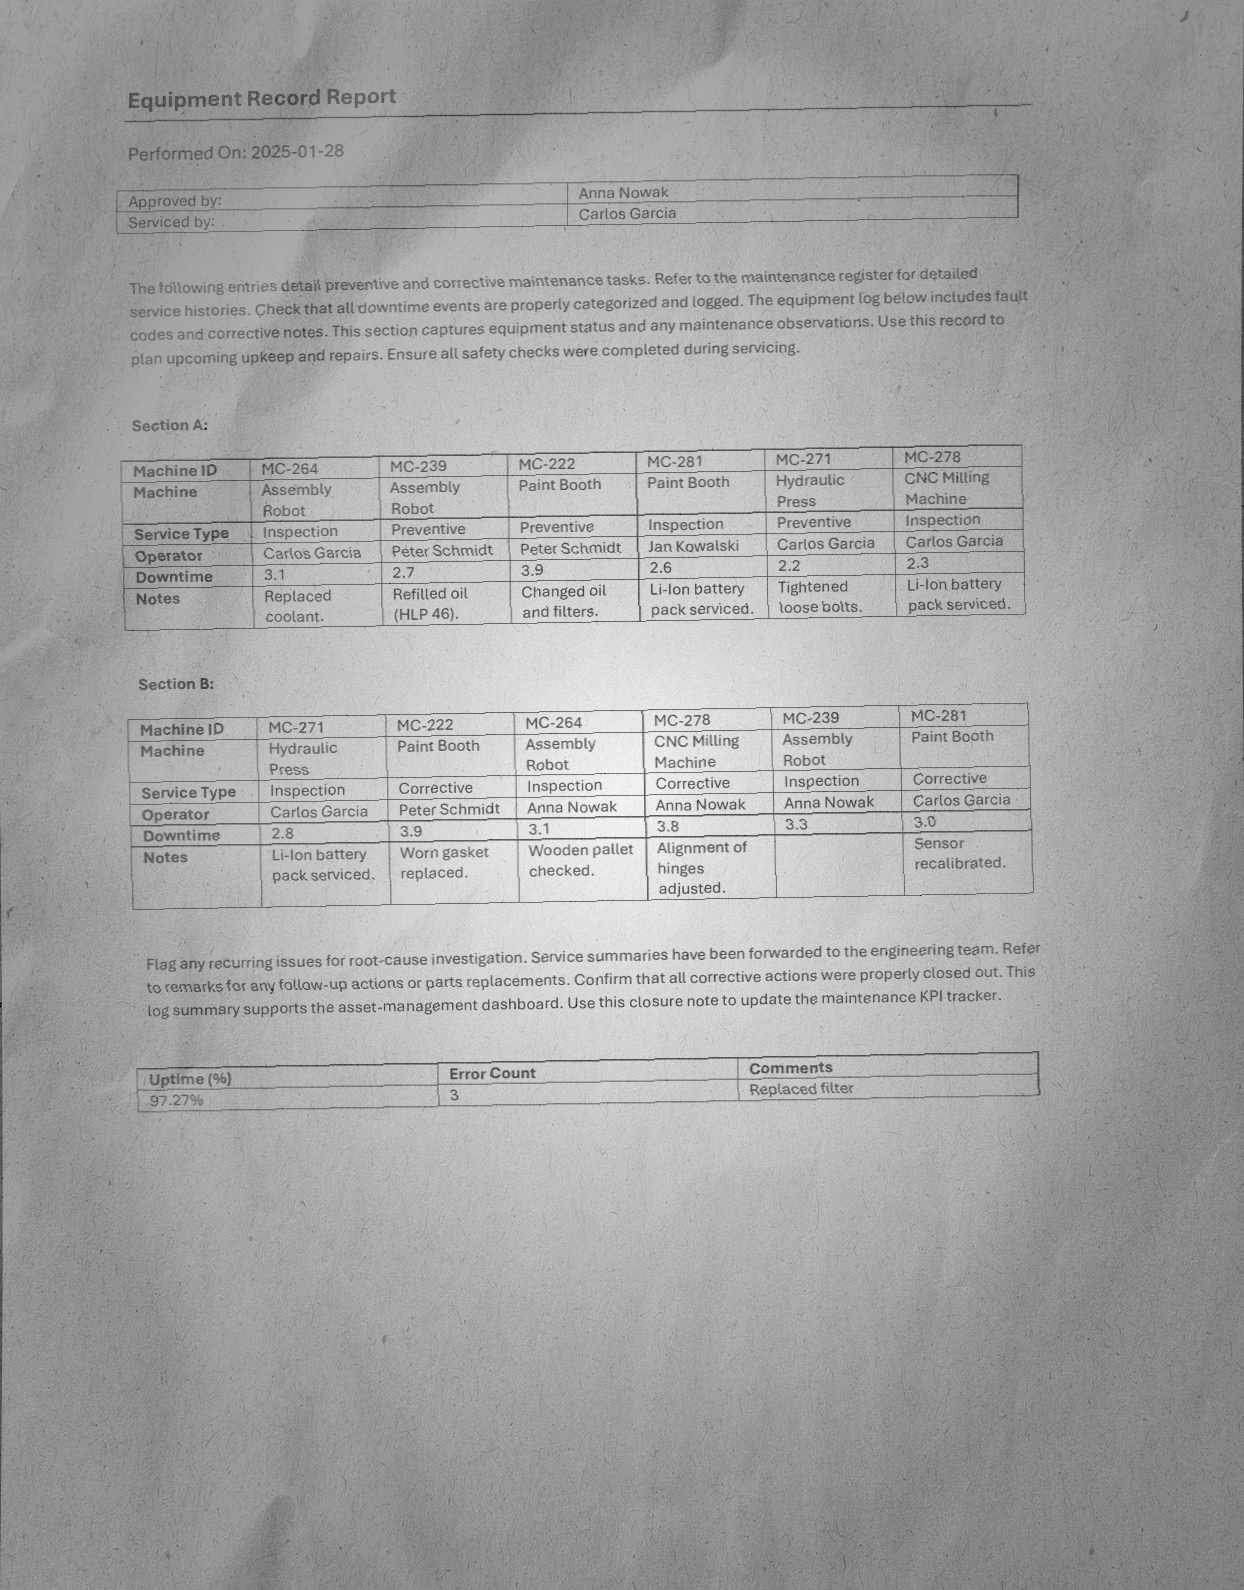 Equipment Record Report
Performed On: 2025-01-28
Approved by: Anna Nowak
Serviced by: Carlos Garcia
The following entries detail preventive and corrective maintenance tasks. Refer to the maintenance register for detailed
service histories. Check that all downtime events are properly categorized and logged. The equipment log below includes fault
codes and corrective notes. This section captures equipment status and any maintenance observations. Use this record to
plan upcoming upkeep and repairs. Ensure all safety checks were completed during servicing.
Section A:
Machine ID MC-264 MC-239 MC-222 MC-281 MC-271 MC-278
Machine Assembly Assembly Paint Booth Paint Booth Hydraulic CNC Milling
Robot Robot Press Machine
Service Type Inspection Preventive Preventive Inspection Preventive Inspection
Operator Carlos Garcia Peter Schmidt Peter Schmidt Jan Kowalski Carlos Garcia Carlos Garcia
Downtime 3.1 2.7 3.9 2.6 2.2 2.3
Notes Replaced Refilled oil Changed oil Li-Ion battery Tightened Li-Ion battery
coolant. (HLP 46). and filters. pack serviced. loose bolts. pack serviced.
Section B:
Machine ID MC-271 MC-222 MC-264 MC-278 MC-239 MC-281
Machine Hydraulic Paint Booth Assembly CNC Milling Assembly Paint Booth
Press Robot Machine Robot
Service Type Inspection Corrective Inspection Corrective Inspection Corrective
Operator Carlos Garcia Peter Schmidt Anna Nowak Anna Nowak Anna Nowak Carlos Garcia
Downtime 2.8 3.9 3.1 3.8 3.3 3.0
Notes Li-Ion battery Worn gasket Wooden pallet Alignment of Sensor
pack serviced. replaced. checked. hinges recalibrated.
adjusted.
Flag any recurring issues for root-cause investigation. Service summaries have been forwarded to the engineering team. Refer
to remarks for any follow-up actions or parts replacements. Confirm that all corrective actions were properly closed out. This
log summary supports the asset-management dashboard. Use this closure note to update the maintenance KPI tracker.
Uptime (%) Error Count Comments
97.27% 3 Replaced filter